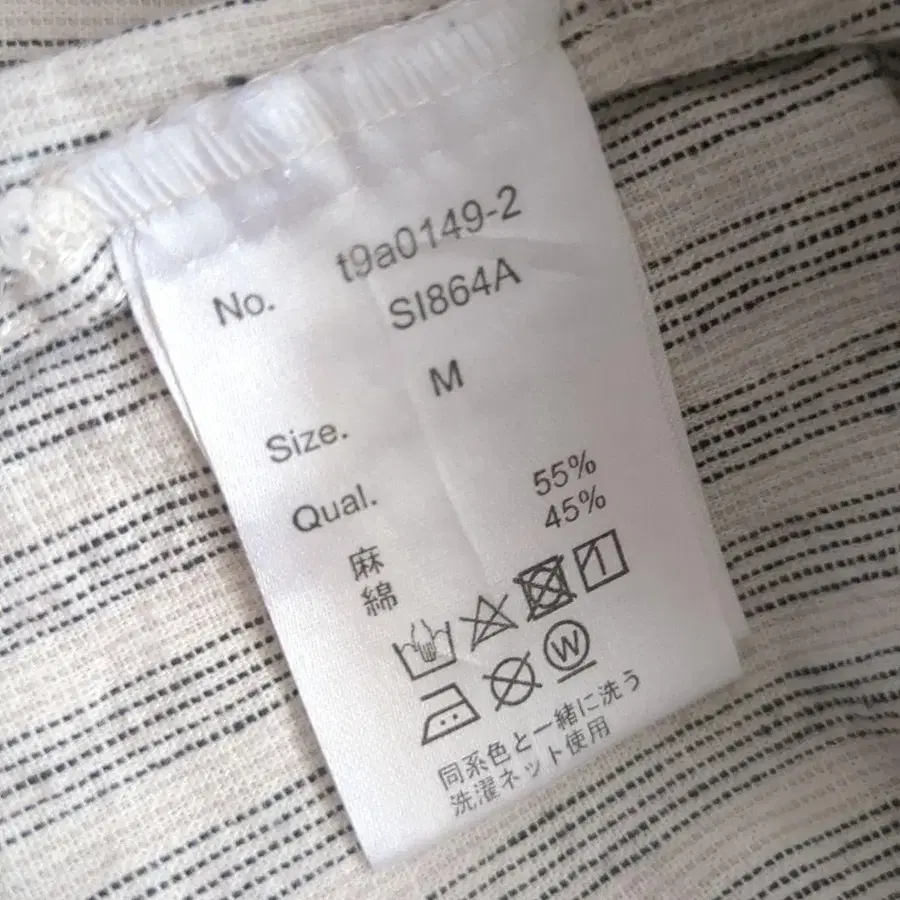 No. t9a0149-2
SI864A
Size. M
Qual.
麻 55%
綿 45%
W
同系色と一緒に洗う
洗濯ネット使用